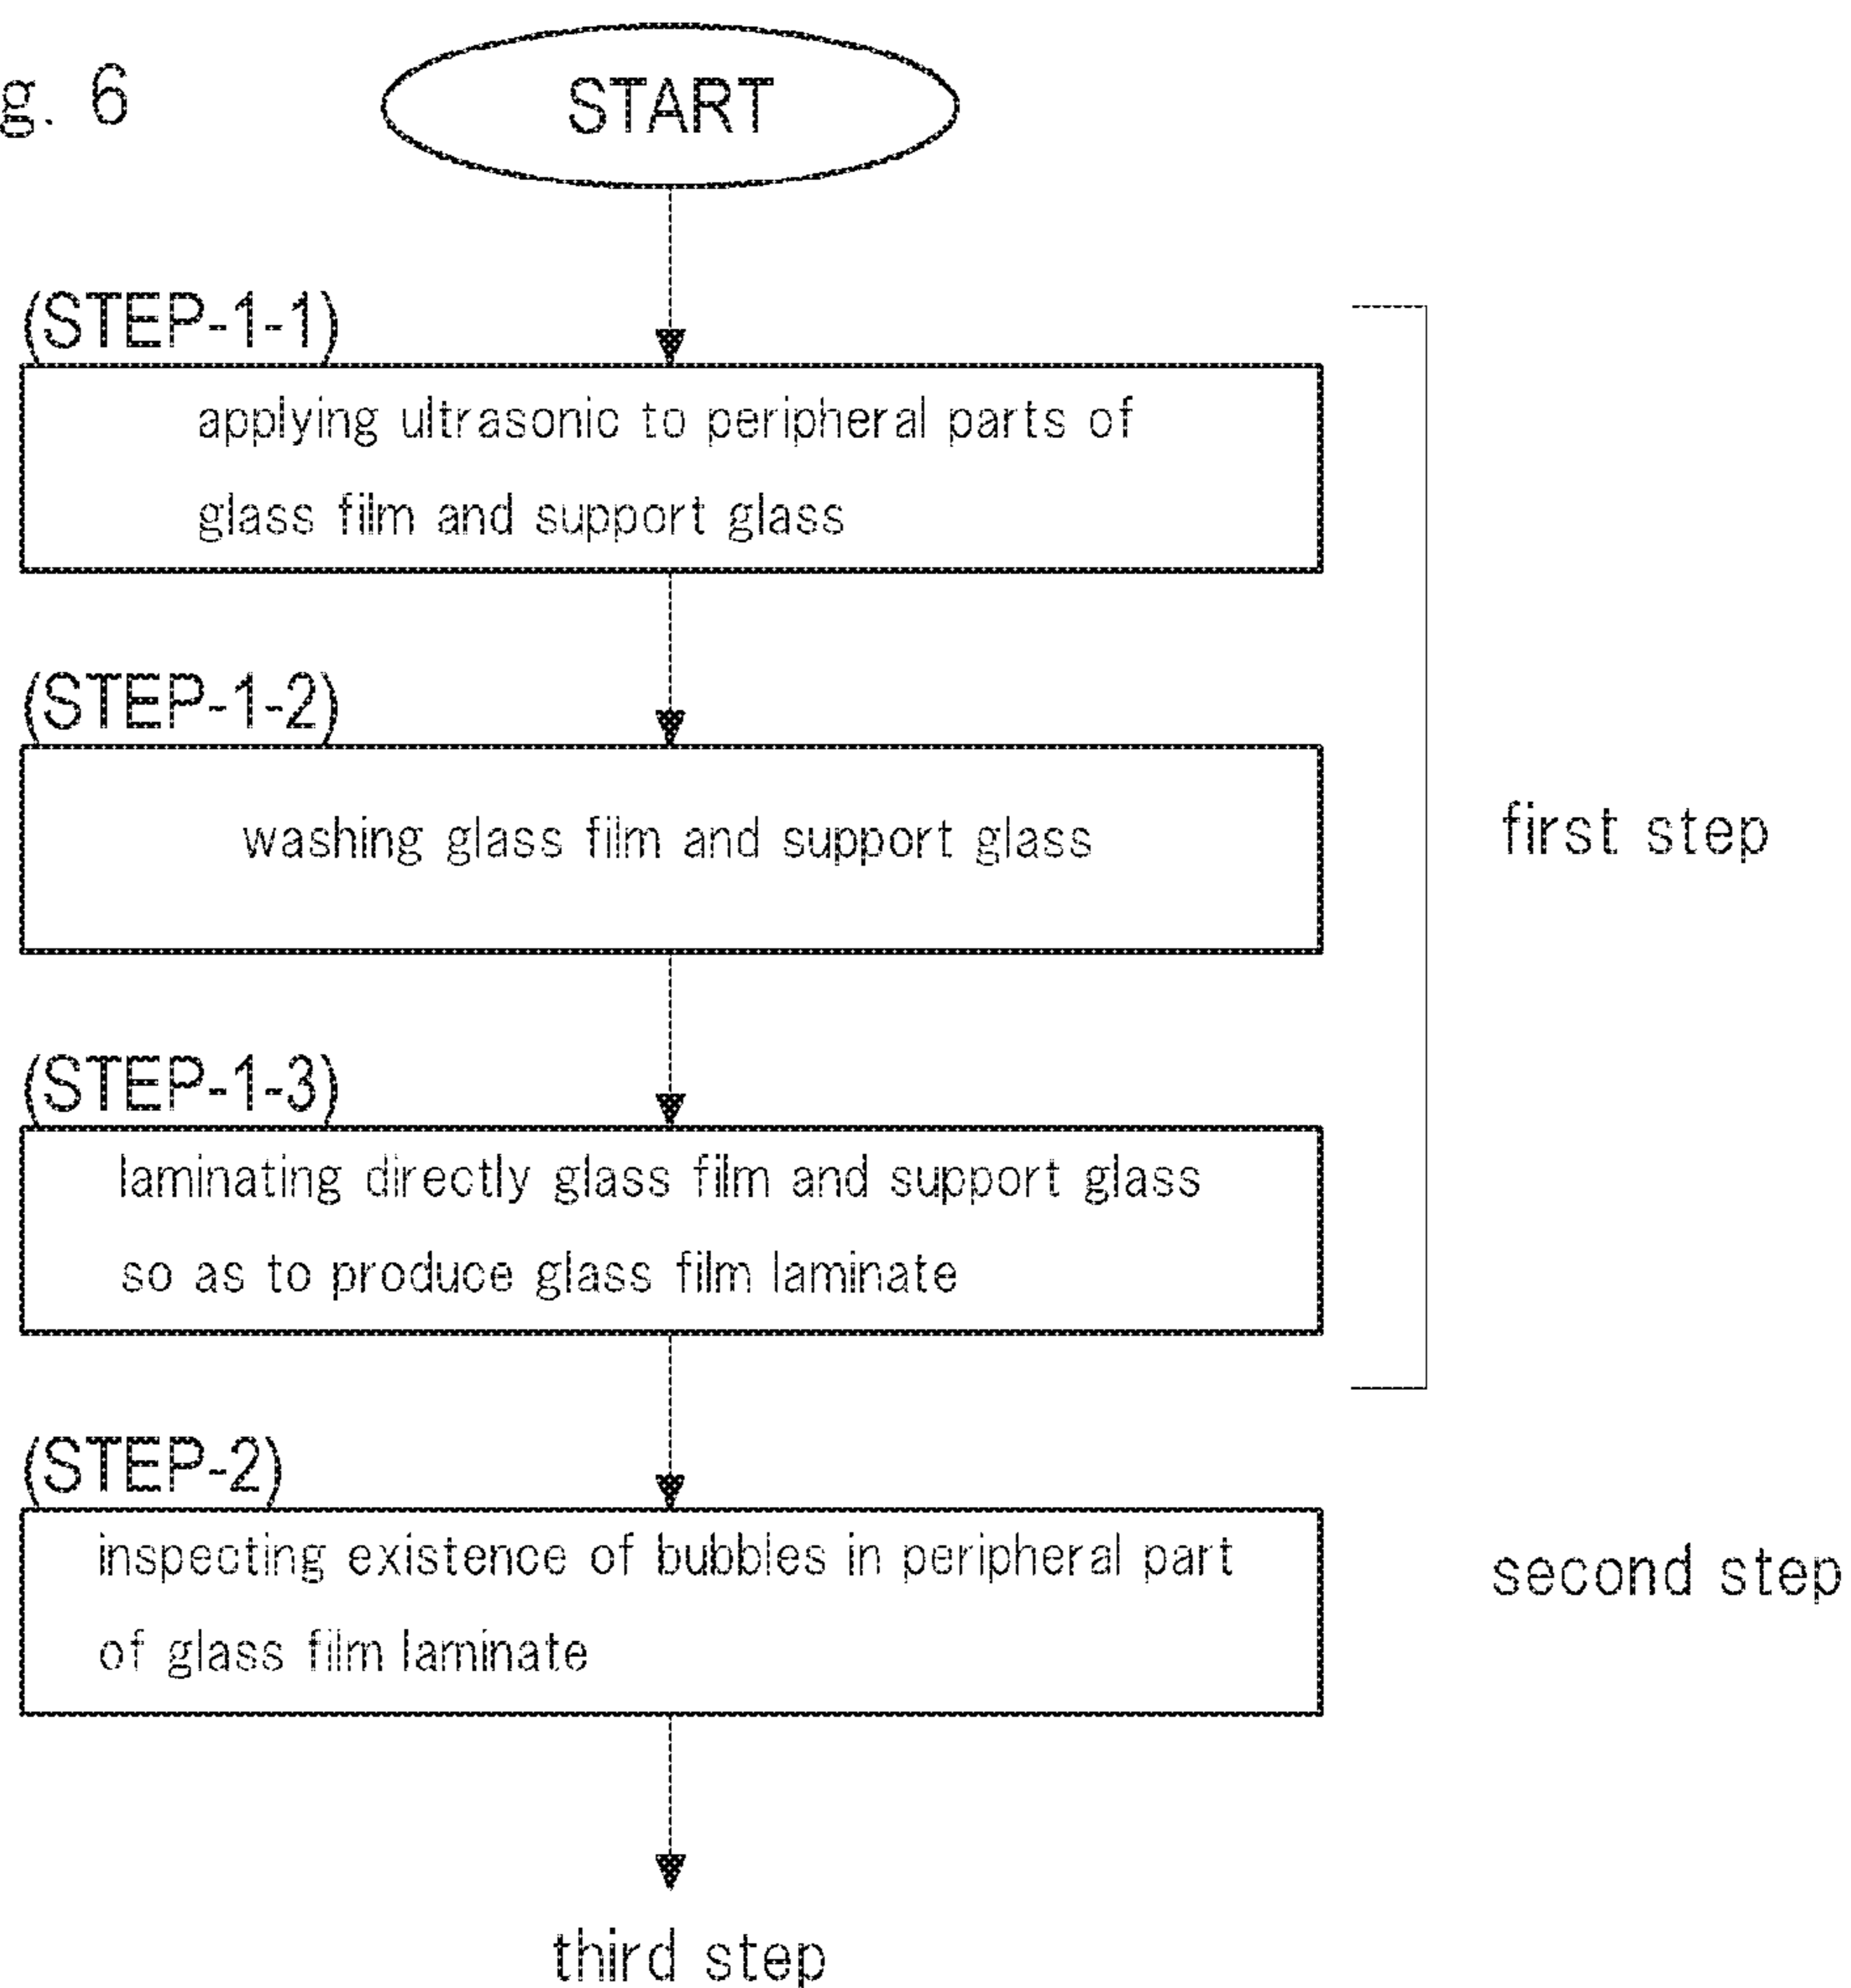 g. 6
START
(STEP-1-1)
applying ultrasonic to peripheral parts of
glass film and support glass
(STEP-1-2)
washing glass film and support glass
first step
(STEP-1-3)
laminating directly glass film and support glass
so as to produce glass film laminate
(STEP-2)
inspecting existence of bubbles in peripheral part
of glass film laminate
second step
third step